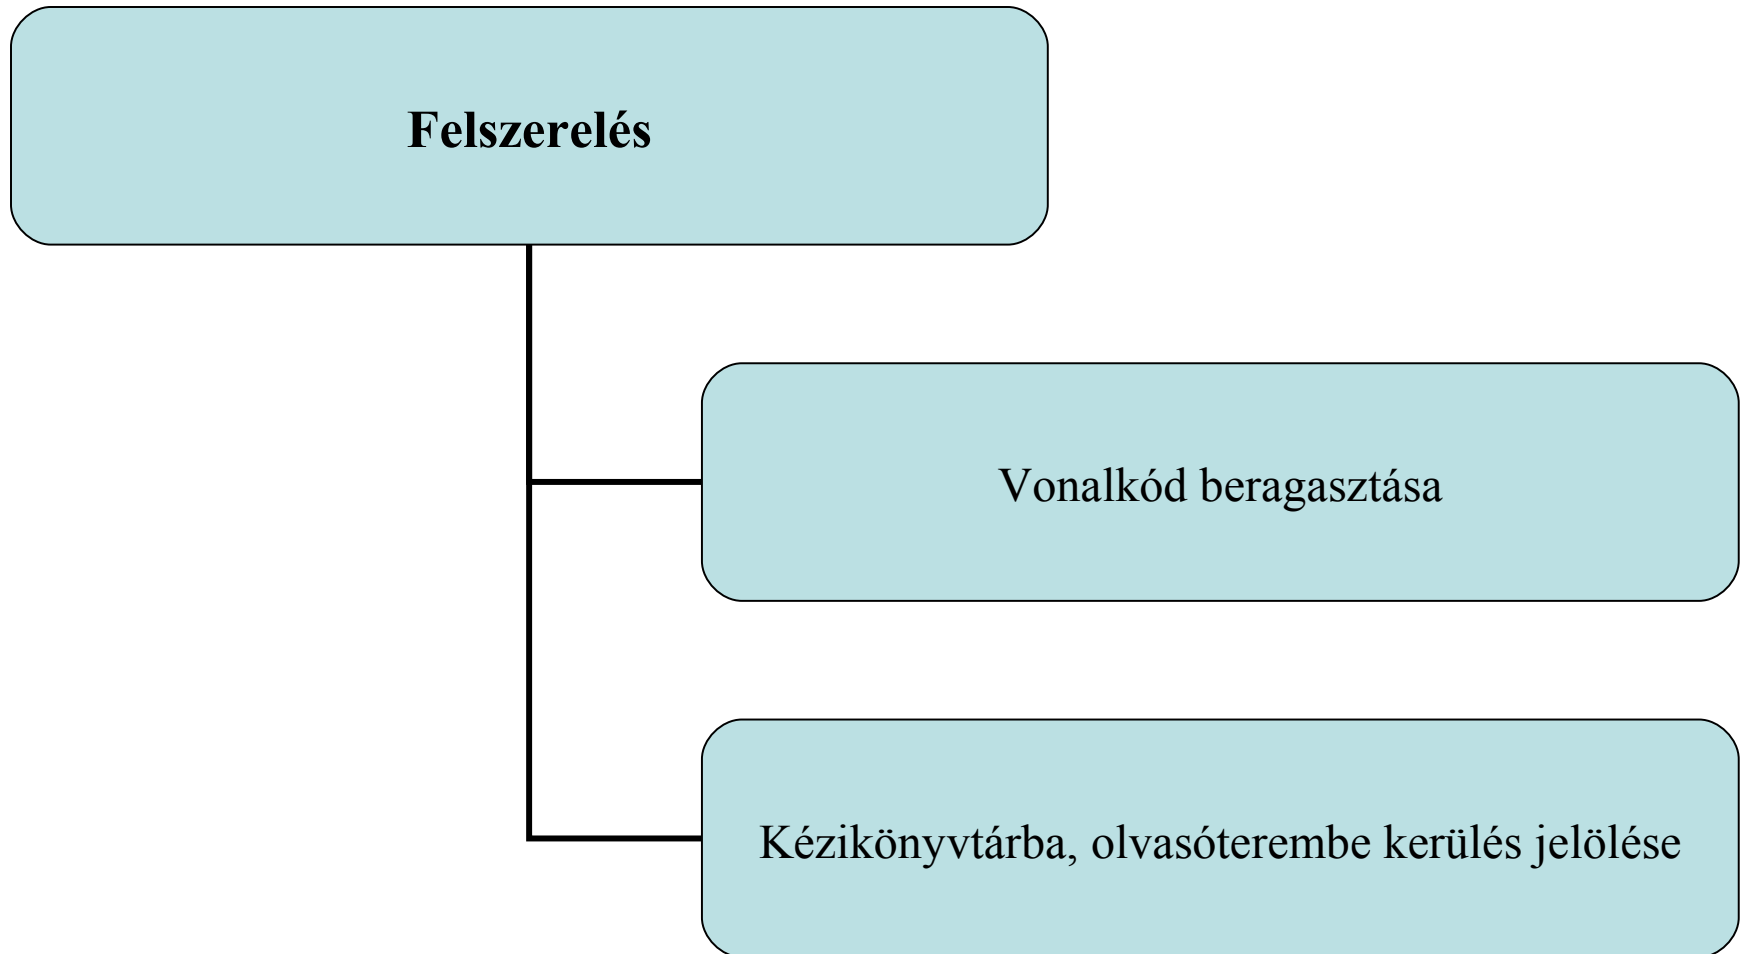 Felszerelés
Vonalkód beragasztása
Kézikönyvtárba, olvasóterembe kerülés jelölése